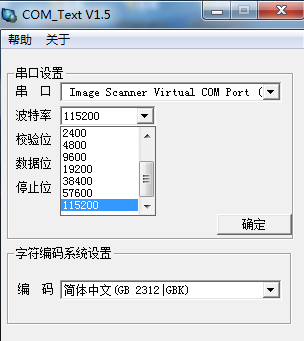 COM_Text V1.5
帮助 关于
串口设置
串 口 Image Scanner Virtual COM Port (
波特率 115200
2400
校验位 4800
9600
数据位 19200
38400
停止位 57600
115200
确定
字符编码系统设置
编 码 简体中文(GB 2312|GBK)